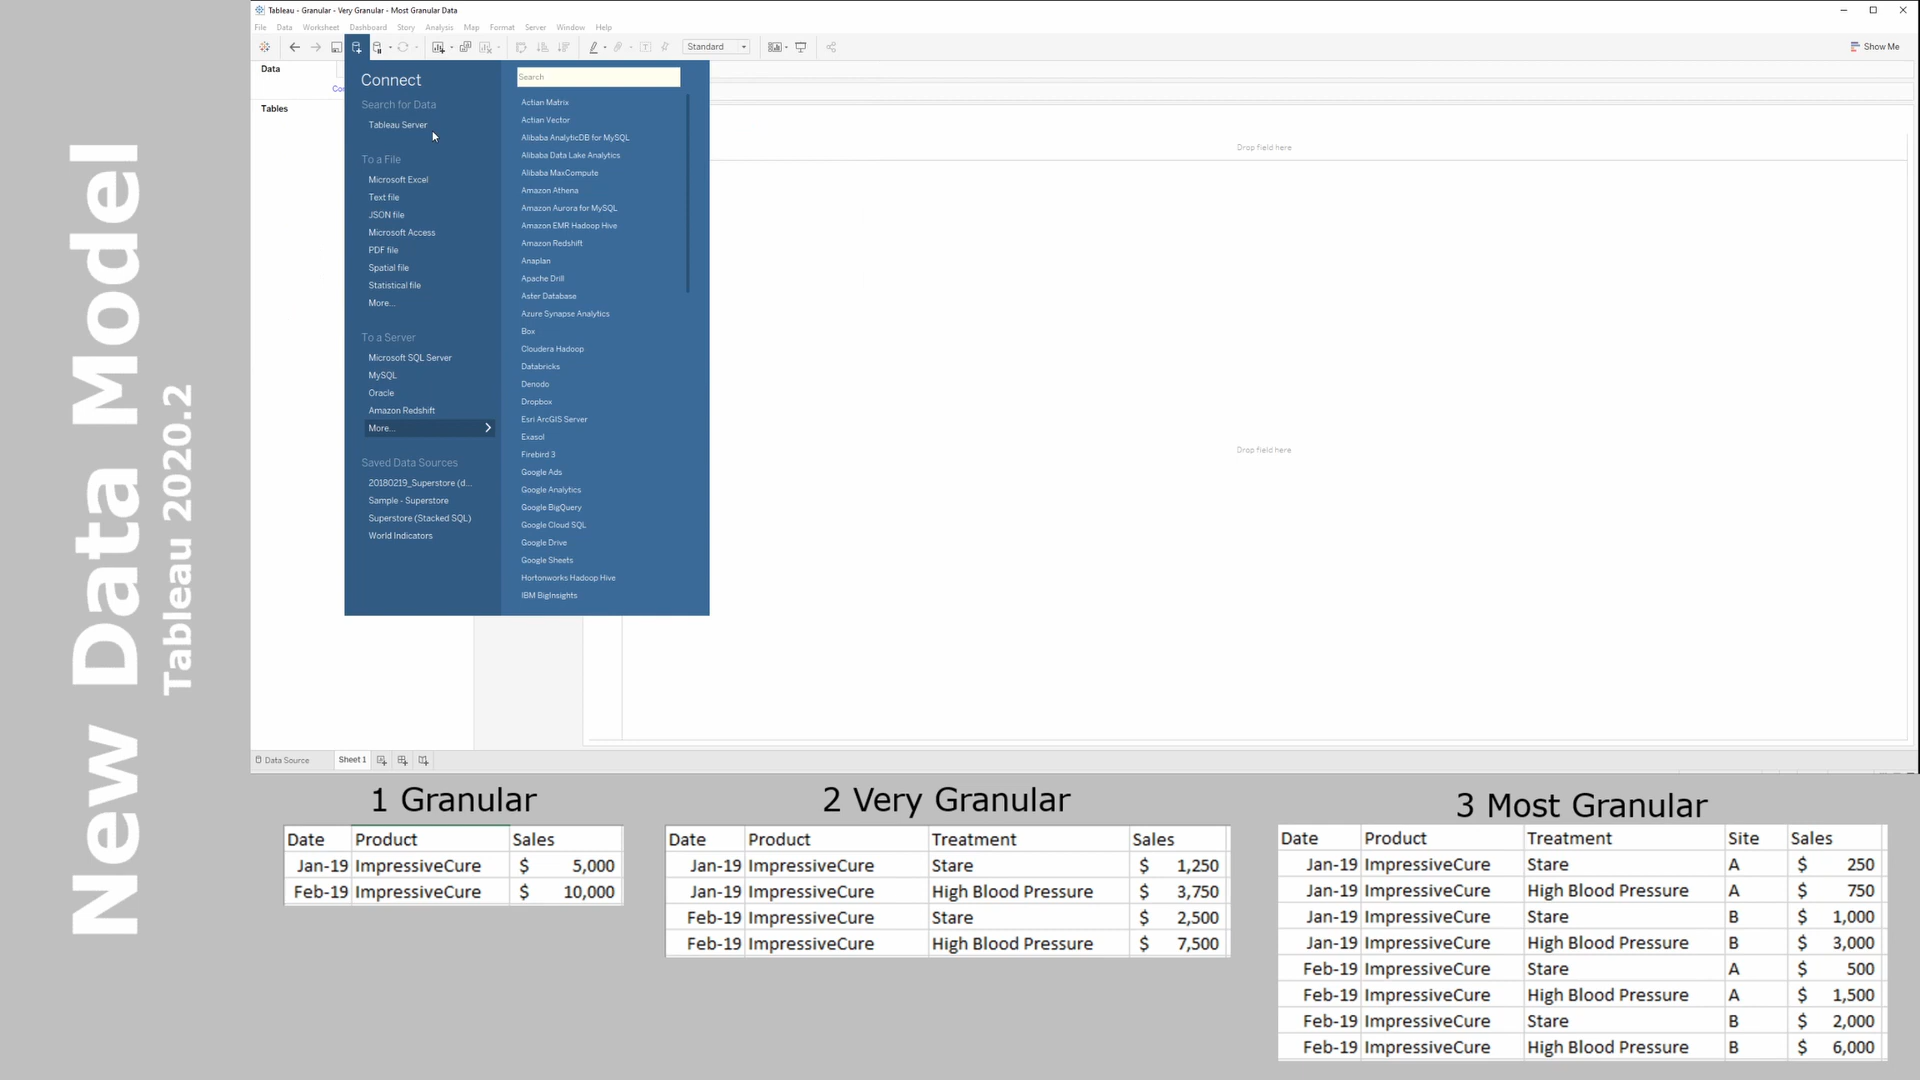 New Data Model
Tableau 2020.2
Tableau - Granular - Very Granular - Most Granular Data
File Data Worksheet Dashboard Story Analysis Map Format Server Window Help
Standard
Show Me
Data
Tables
Connect
Search for Data
Tableau Server
To a File
Microsoft Excel
Text file
JSON file
Microsoft Access
PDF file
Spatial file
Statistical file
More...
To a Server
Microsoft SQL Server
MySQL
Oracle
Amazon Redshift
More...
Saved Data Sources
20180219_Superstore (d...
Sample - Superstore
Superstore (Stacked SQL)
World Indicators
Search
Actian Matrix
Actian Vector
Alibaba AnalyticDB for MySQL
Alibaba Data Lake Analytics
Alibaba MaxCompute
Amazon Athena
Amazon Aurora for MySQL
Amazon EMR Hadoop Hive
Amazon Redshift
Anaplan
Apache Drill
Aster Database
Azure Synapse Analytics
Box
Cloudera Hadoop
Databricks
Denodo
Dropbox
Esri ArcGIS Server
Exasol
Firebird 3
Google Ads
Google Analytics
Google BigQuery
Google Cloud SQL
Google Drive
Google Sheets
Hortonworks Hadoop Hive
IBM BigInsights
Drop field here
Drop field here
Data Source Sheet 1
1 Granular
Date Product Sales
Jan-19 ImpressiveCure $ 5,000
Feb-19 ImpressiveCure $ 10,000
2 Very Granular
Date Product Treatment Sales
Jan-19 ImpressiveCure Stare $ 1,250
Jan-19 ImpressiveCure High Blood Pressure $ 3,750
Feb-19 ImpressiveCure Stare $ 2,500
Feb-19 ImpressiveCure High Blood Pressure $ 7,500
3 Most Granular
Date Product Treatment Site Sales
Jan-19 ImpressiveCure Stare A $ 250
Jan-19 ImpressiveCure High Blood Pressure A $ 750
Jan-19 ImpressiveCure Stare B $ 1,000
Jan-19 ImpressiveCure High Blood Pressure B $ 3,000
Feb-19 ImpressiveCure Stare A $ 500
Feb-19 ImpressiveCure High Blood Pressure A $ 1,500
Feb-19 ImpressiveCure Stare B $ 2,000
Feb-19 ImpressiveCure High Blood Pressure B $ 6,000